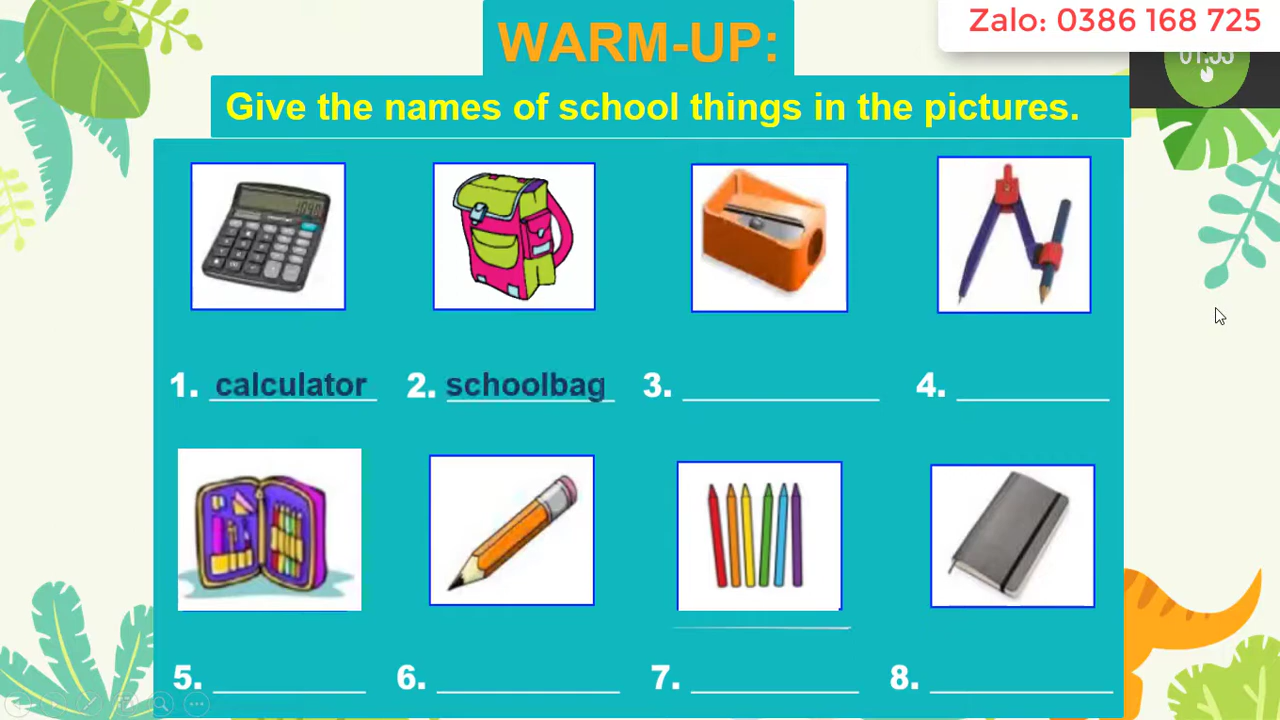 WARM-UP:
Zalo: 0386 168 725
Give the names of school things in the pictures.
1. calculator 2. schoolbag 3. 4.
5. 6. 7. 8.